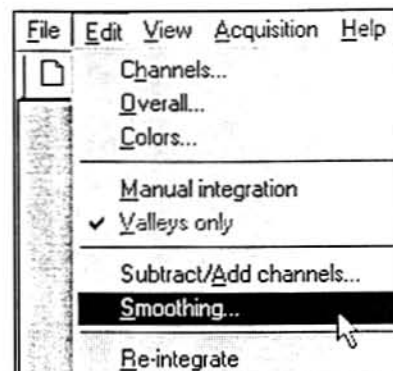 File Edit View Acquisition Help
Channels...
Overall...
Colors...
Manual integration
Valleys only
Subtract/Add channels...
Smoothing...
Re-integrate